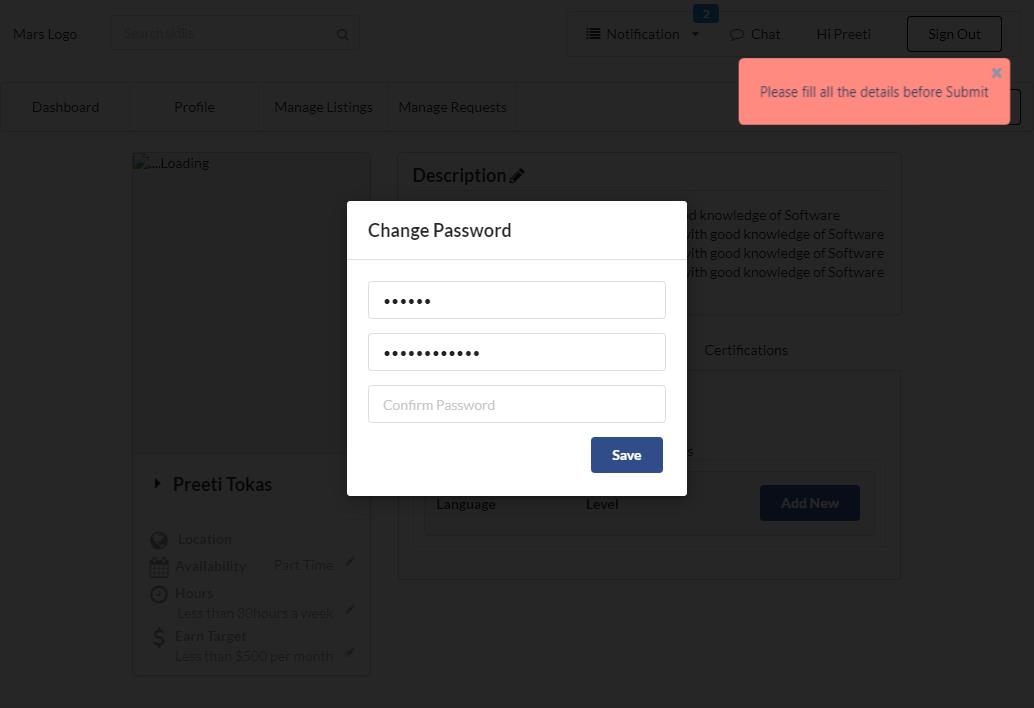 Mars Logo
Search skills
Notification
2
Chat
Hi Preeti
Sign Out
Please fill all the details before Submit
Dashboard
Profile
Manage Listings
Manage Requests
....Loading
Description
d knowledge of Software
with good knowledge of Software
with good knowledge of Software
with good knowledge of Software
Change Password
••••••
••••••••••••
Confirm Password
Save
Certifications
s
Language
Level
Add New
Preeti Tokas
Location
Availability
Part Time
Hours
Less than 30hours a week
Earn Target
Less than $500 per month